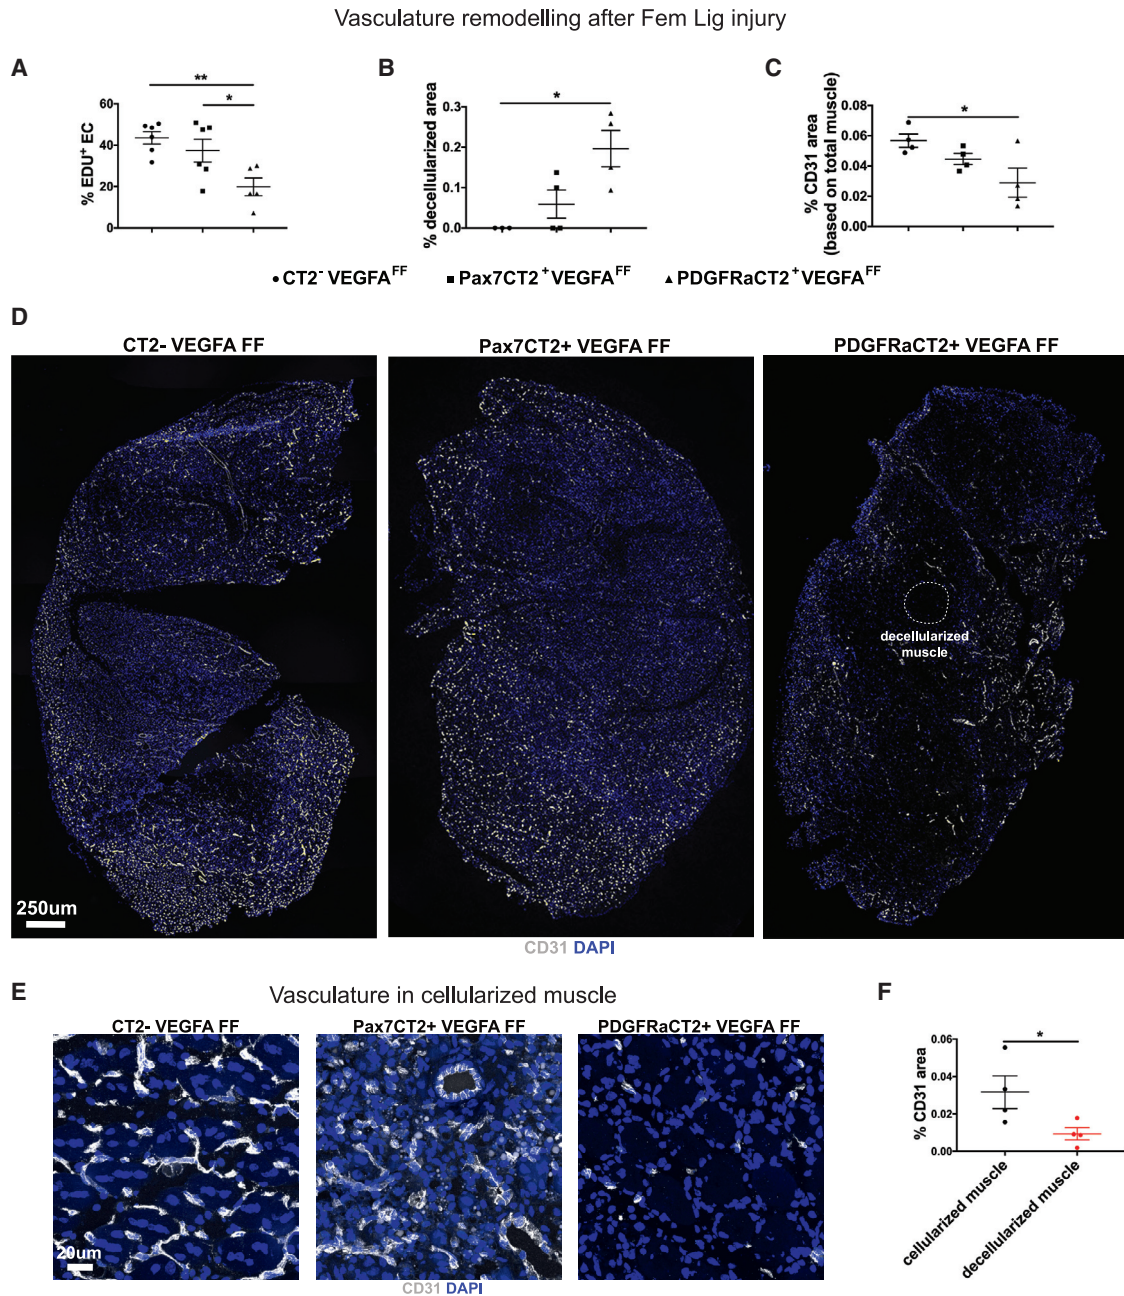 Vasculature remodelling after Fem Lig injury
A
B
C
% EDU⁺ EC
60
40
20
0
**
*
% decellularized area
0.3
0.2
0.1
0.0
*
% CD31 area
(based on total muscle)
0.08
0.06
0.04
0.02
0.00
*
● CT2⁻ VEGFA^FF ■ Pax7CT2⁺VEGFA^FF ▲ PDGFRaCT2⁺VEGFA^FF
D
CT2- VEGFA FF
Pax7CT2+ VEGFA FF
PDGFRaCT2+ VEGFA FF
decellularized
muscle
250um
CD31 DAPI
E
Vasculature in cellularized muscle
CT2- VEGFA FF
Pax7CT2+ VEGFA FF
PDGFRaCT2+ VEGFA FF
20um
CD31 DAPI
F
% CD31 area
0.06
0.04
0.02
0.00
*
cellularized muscle
decellularized muscle